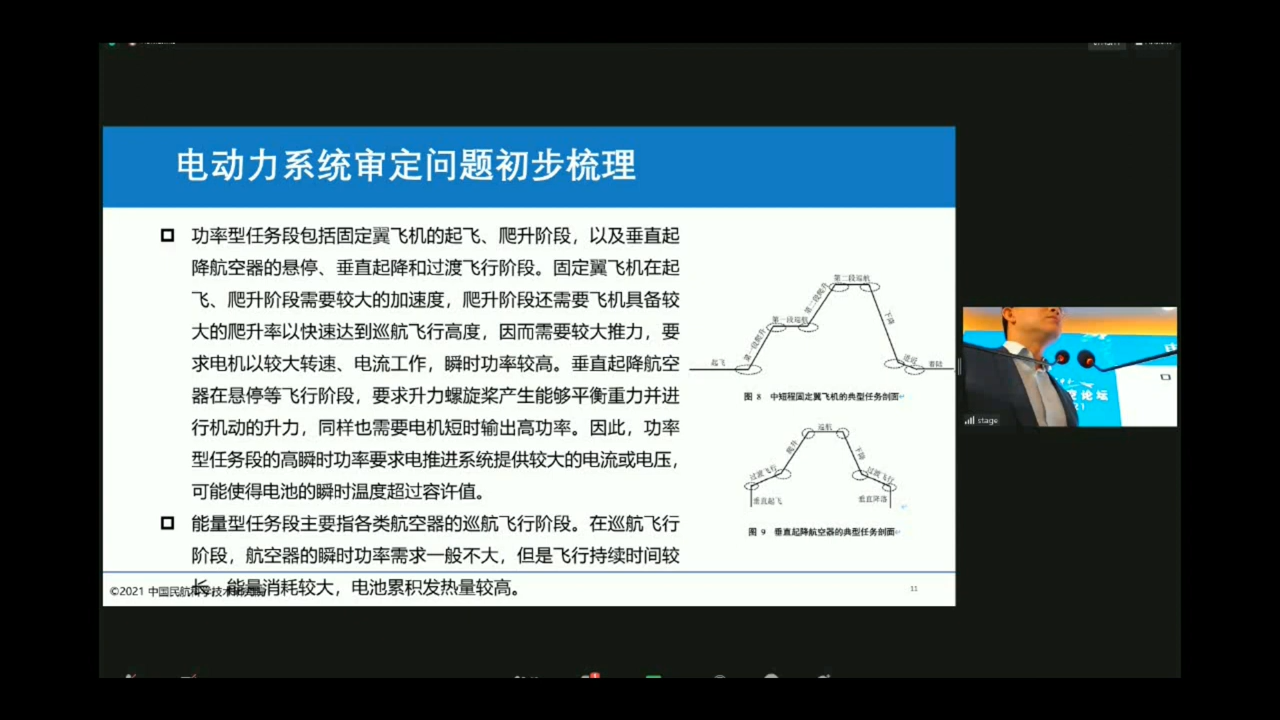 电动力系统审定问题初步梳理
功率型任务段包括固定翼飞机的起飞、爬升阶段，以及垂直起
降航空器的悬停、垂直起降和过渡飞行阶段。固定翼飞机在起
飞、爬升阶段需要较大的加速度，爬升阶段还需要飞机具备较
大的爬升率以快速达到巡航飞行高度，因而需要较大推力，要
求电机以较大转速、电流工作，瞬时功率较高。垂直起降航空
器在悬停等飞行阶段，要求升力螺旋桨产生能够平衡重力并进
行机动的升力，同样也需要电机短时输出高功率。因此，功率
型任务段的高瞬时功率要求电推进系统提供较大的电流或电压，
可能使得电池的瞬时温度超过容许值。
能量型任务段主要指各类航空器的巡航飞行阶段。在巡航飞行
阶段，航空器的瞬时功率需求一般不大，但是飞行持续时间较
长，能量消耗较大，电池累积发热量较高。
起飞
第一段爬升
第一段巡航
第二段爬升
第二段巡航
下降
进近
着陆
图 8 中短程固定翼飞机的典型任务剖面
垂直起飞
过渡飞行
爬升
巡航
下降
过渡飞行
垂直降落
图 9 垂直起降航空器的典型任务剖面
©2021 中国民航科学技术
11
论坛
stage